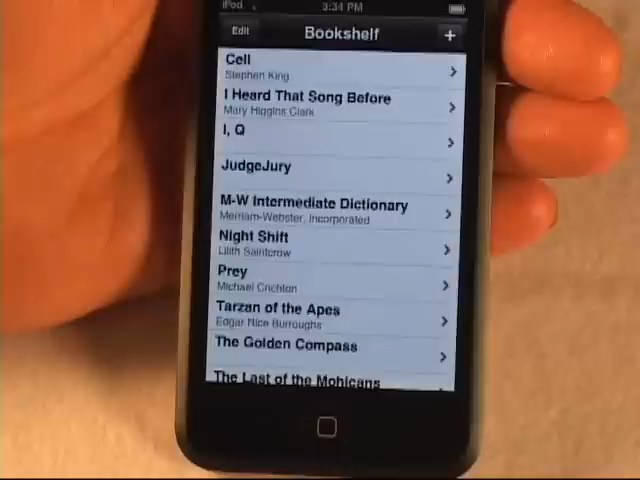 iPod
3:34 PM
Edit
Bookshelf
+
Cell
Stephen King
I Heard That Song Before
Mary Higgins Clark
I, Q
JudgeJury
M-W Intermediate Dictionary
Merriam-Webster, Incorporated
Night Shift
Lilith Saintcrow
Prey
Michael Crichton
Tarzan of the Apes
Edgar Rice Burroughs
The Golden Compass
The Last of the Mohicans